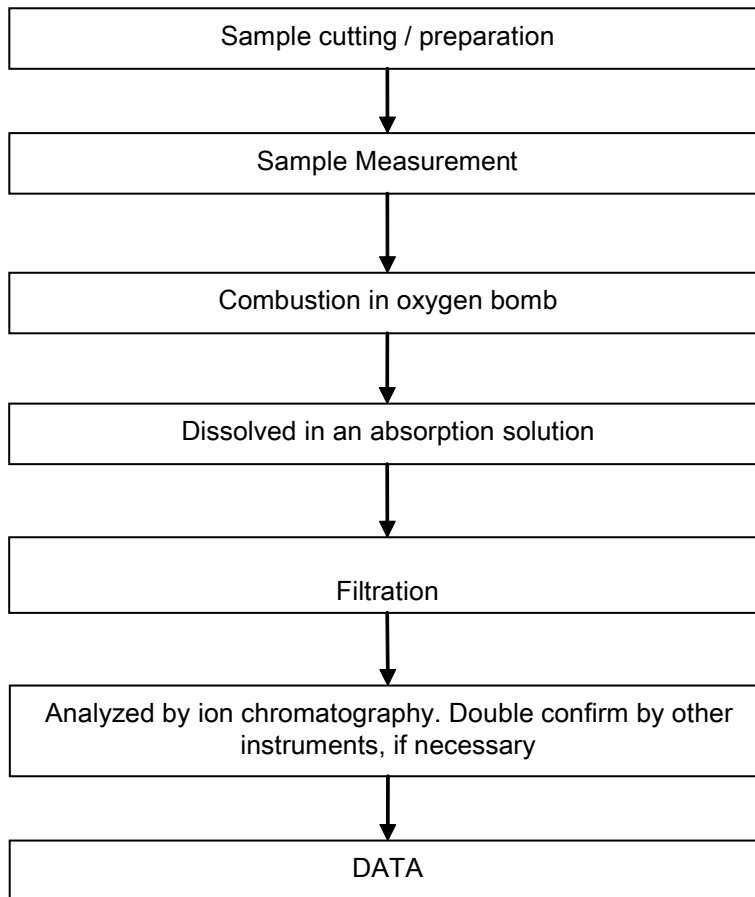 Sample cutting / preparation
Sample Measurement
Combustion in oxygen bomb
Dissolved in an absorption solution
Filtration
Analyzed by ion chromatography. Double confirm by other
instruments, if necessary
DATA